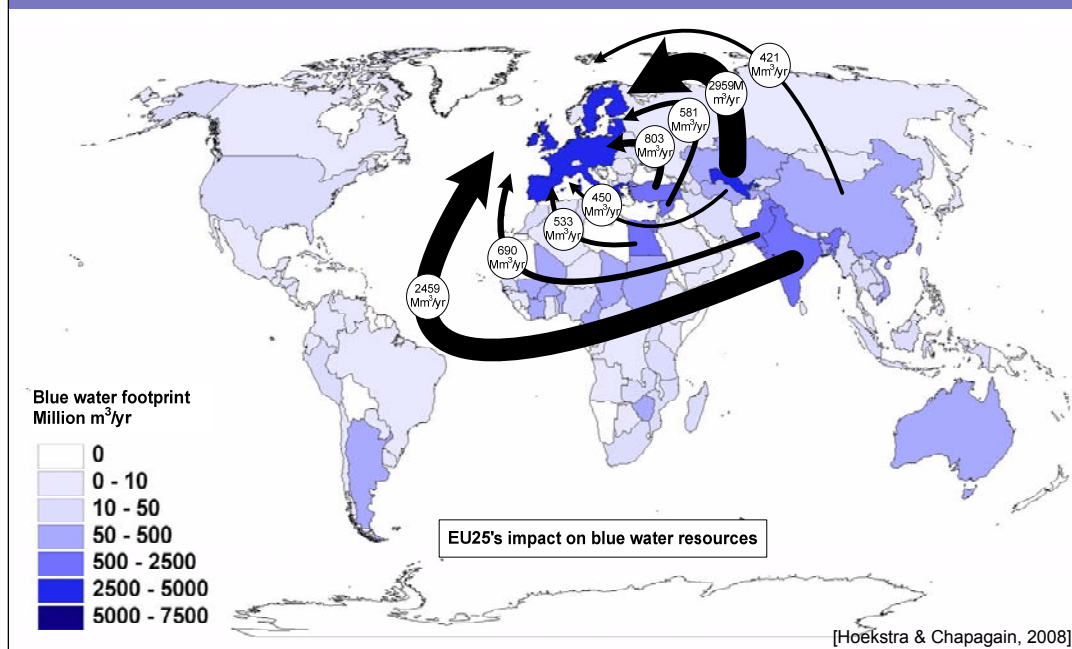 421
Mm³/yr
2959M
m³/yr
581
Mm³/yr
803
Mm³/yr
450
Mm³/yr
533
Mm³/yr
690
Mm³/yr
2459
Mm³/yr
Blue water footprint
Million m³/yr
0
0 - 10
10 - 50
50 - 500
500 - 2500
2500 - 5000
5000 - 7500
EU25's impact on blue water resources
[Hoekstra & Chapagain, 2008]